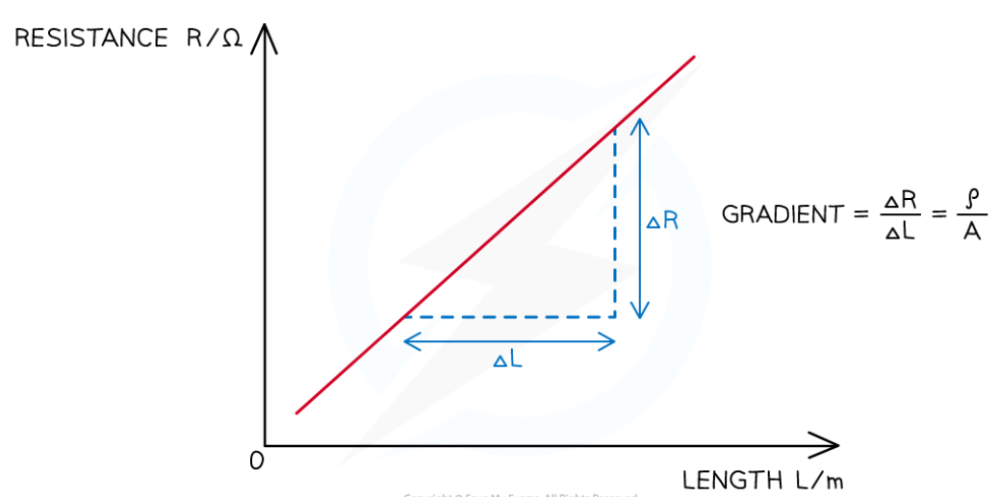 RESISTANCE R/Ω
ΔR
GRADIENT = ΔR/ΔL = ρ/A
ΔL
0
LENGTH L/m